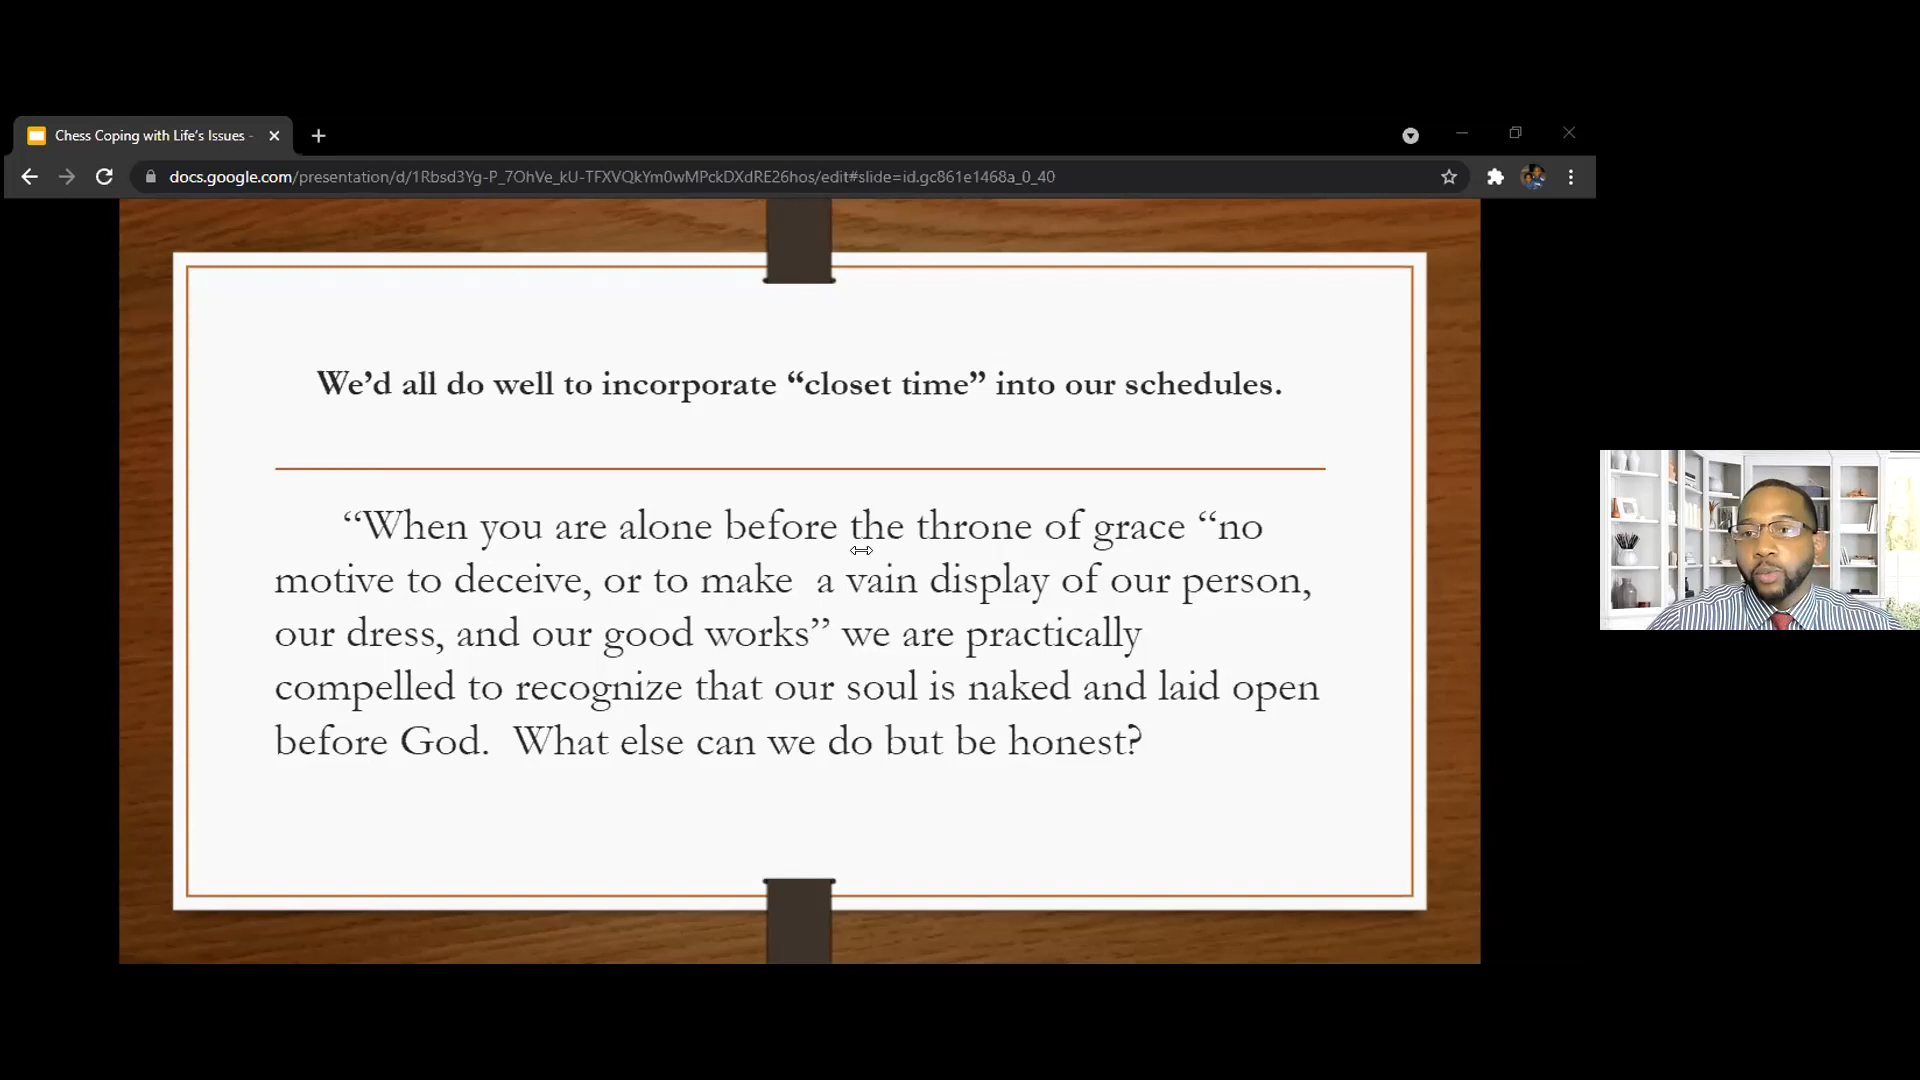 Chess Coping with Life's Issues -
docs.google.com/presentation/d/1Rbsd3Yg-P_7OhVe_kU-TFXVQkYm0wMPckDXdRE26hos/edit#slide=id.gc861e1468a_0_40
We’d all do well to incorporate “closet time” into our schedules.
“When you are alone before the throne of grace “no
motive to deceive, or to make  a vain display of our person,
our dress, and our good works” we are practically
compelled to recognize that our soul is naked and laid open
before God.  What else can we do but be honest?